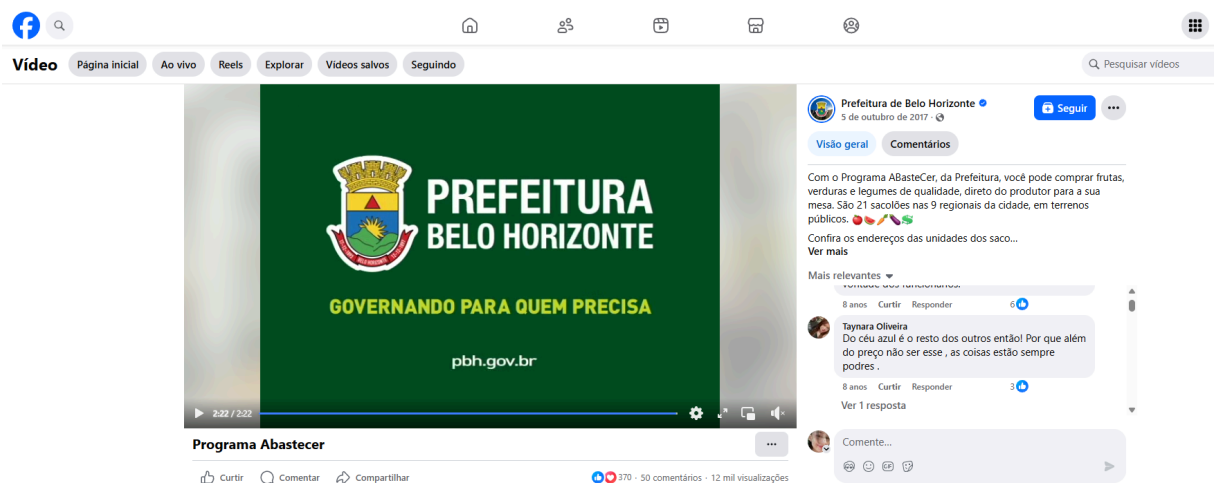 Vídeo
Página inicial
Ao vivo
Reels
Explorar
Vídeos salvos
Seguindo
Pesquisar vídeos
PREFEITURA
BELO HORIZONTE
GOVERNANDO PARA QUEM PRECISA
pbh.gov.br
2:22 / 2:22
Programa Abastecer
Curtir
Comentar
Compartilhar
370 · 50 comentários · 12 mil visualizações
Prefeitura de Belo Horizonte
5 de outubro de 2017 ·
Seguir
Visão geral
Comentários
Com o Programa ABasteCer, da Prefeitura, você pode comprar frutas,
verduras e legumes de qualidade, direto do produtor para a sua
mesa. São 21 sacolões nas 9 regionais da cidade, em terrenos
públicos. 🍅🍉🥕🍆💸
Confira os endereços das unidades dos saco...
Ver mais
Mais relevantes
vontade dos funcionários.
8 anos Curtir Responder 6
Taynara Oliveira
Do céu azul é o resto dos outros então! Por que além
do preço não ser esse , as coisas estão sempre
podres .
8 anos Curtir Responder 3
Ver 1 resposta
Comente...
GIF